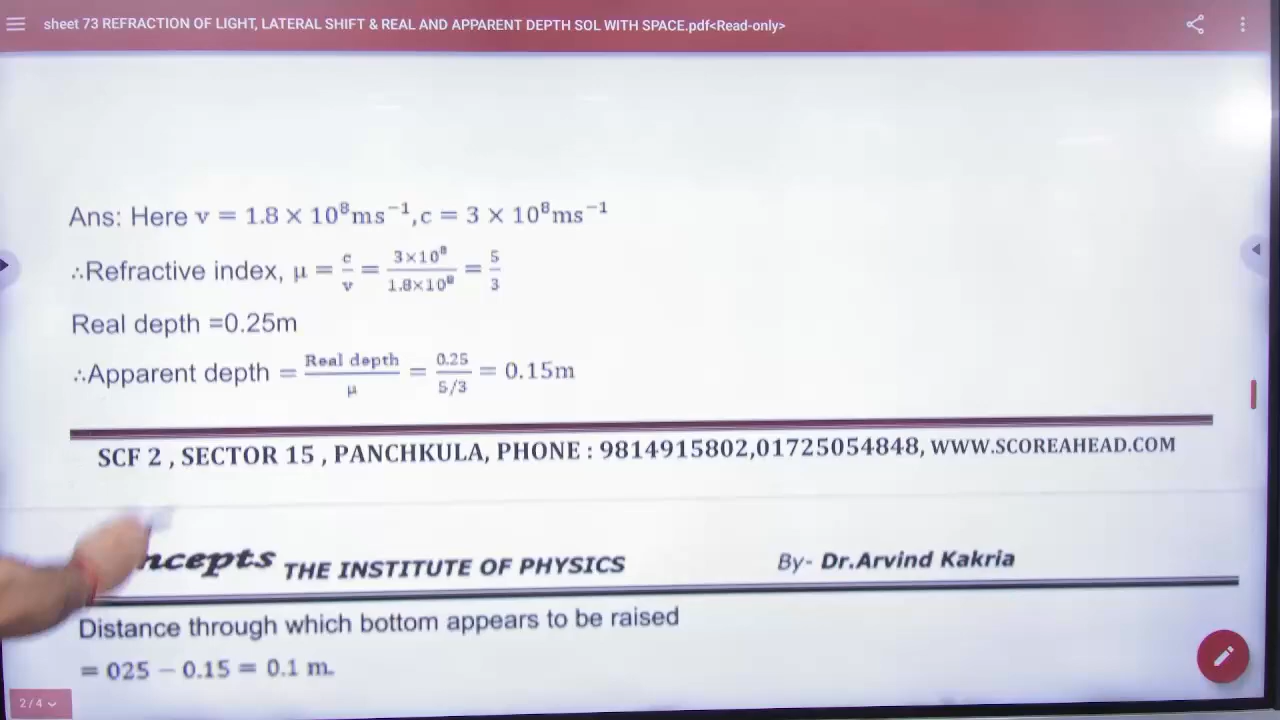 sheet 73 REFRACTION OF LIGHT, LATERAL SHIFT & REAL AND APPARENT DEPTH SOL WITH SPACE.pdf<Read-only>
Ans: Here v = 1.8 × 10⁸ms⁻¹,c = 3 × 10⁸ms⁻¹
∴Refractive index, μ = c/v = 3×10⁸/1.8×10⁸ = 5/3
Real depth =0.25m
∴Apparent depth = Real depth/μ = 0.25/5/3 = 0.15m
SCF 2 , SECTOR 15 , PANCHKULA, PHONE : 9814915802,01725054848, WWW.SCOREAHEAD.COM
ncepts THE INSTITUTE OF PHYSICS By- Dr.Arvind Kakria
Distance through which bottom appears to be raised
= 025 − 0.15 = 0.1 m.
2/4